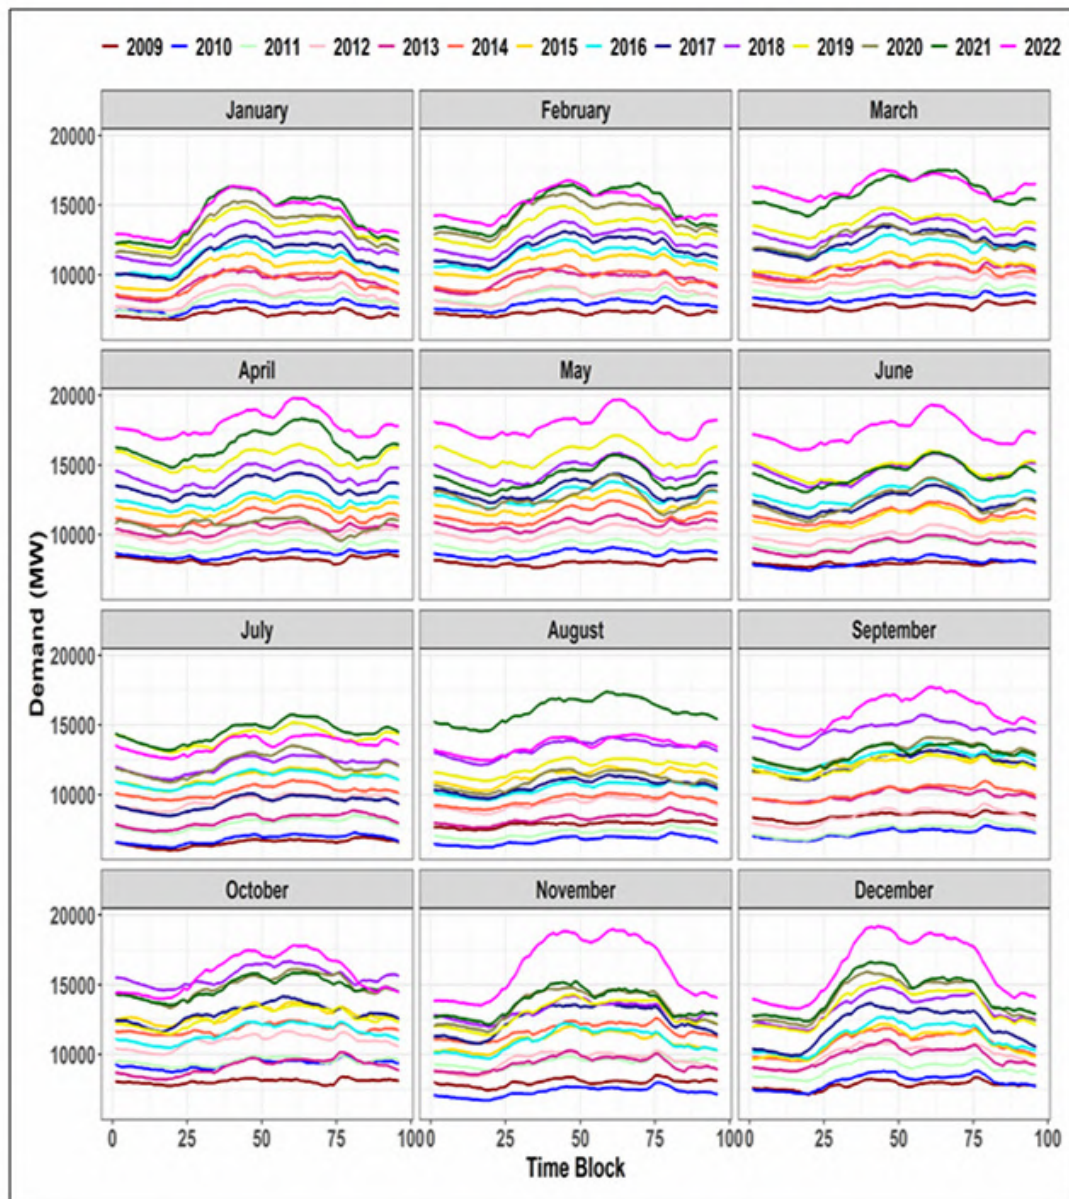 2009 2010 2011 2012 2013 2014 2015 2016 2017 2018 2019 2020 2021 2022
January February March
20000
15000
10000
April May June
20000
15000
10000
Demand (MW)
July August September
20000
15000
10000
October November December
20000
15000
10000
0 25 50 75 100 0 25 50 75 100 0 25 50 75 100
Time Block